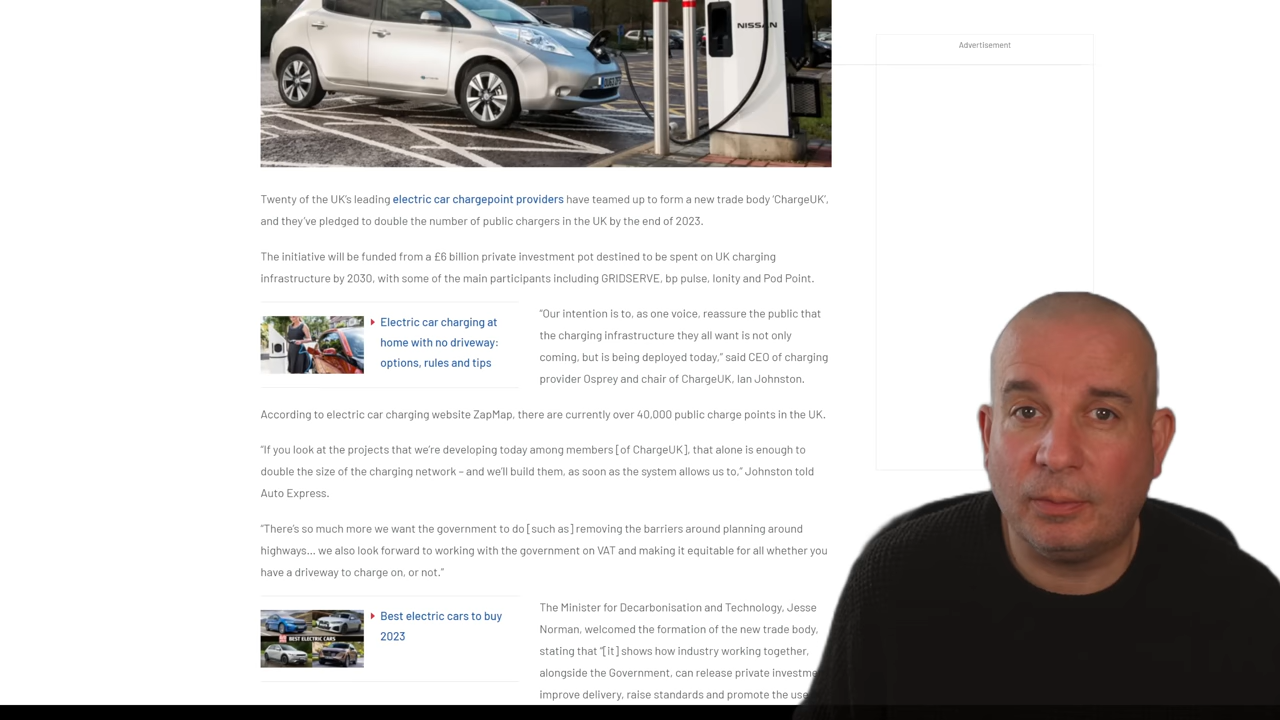 NISSAN
Advertisement
Twenty of the UK's leading electric car chargepoint providers have teamed up to form a new trade body 'ChargeUK',
and they've pledged to double the number of public chargers in the UK by the end of 2023.
The initiative will be funded from a £6 billion private investment pot destined to be spent on UK charging
infrastructure by 2030, with some of the main participants including GRIDSERVE, bp pulse, Ionity and Pod Point.
Electric car charging at
home with no driveway:
options, rules and tips
"Our intention is to, as one voice, reassure the public that
the charging infrastructure they all want is not only
coming, but is being deployed today," said CEO of charging
provider Osprey and chair of ChargeUK, Ian Johnston.
According to electric car charging website ZapMap, there are currently over 40,000 public charge points in the UK.
"If you look at the projects that we're developing today among members [of ChargeUK], that alone is enough to
double the size of the charging network – and we'll build them, as soon as the system allows us to," Johnston told
Auto Express.
"There's so much more we want the government to do [such as] removing the barriers around planning around
highways… we also look forward to working with the government on VAT and making it equitable for all whether you
have a driveway to charge on, or not."
BEST ELECTRIC CARS
Best electric cars to buy
2023
The Minister for Decarbonisation and Technology, Jesse
Norman, welcomed the formation of the new trade body,
stating that "[it] shows how industry working together,
alongside the Government, can release private
improve delivery, raise standards and promote the